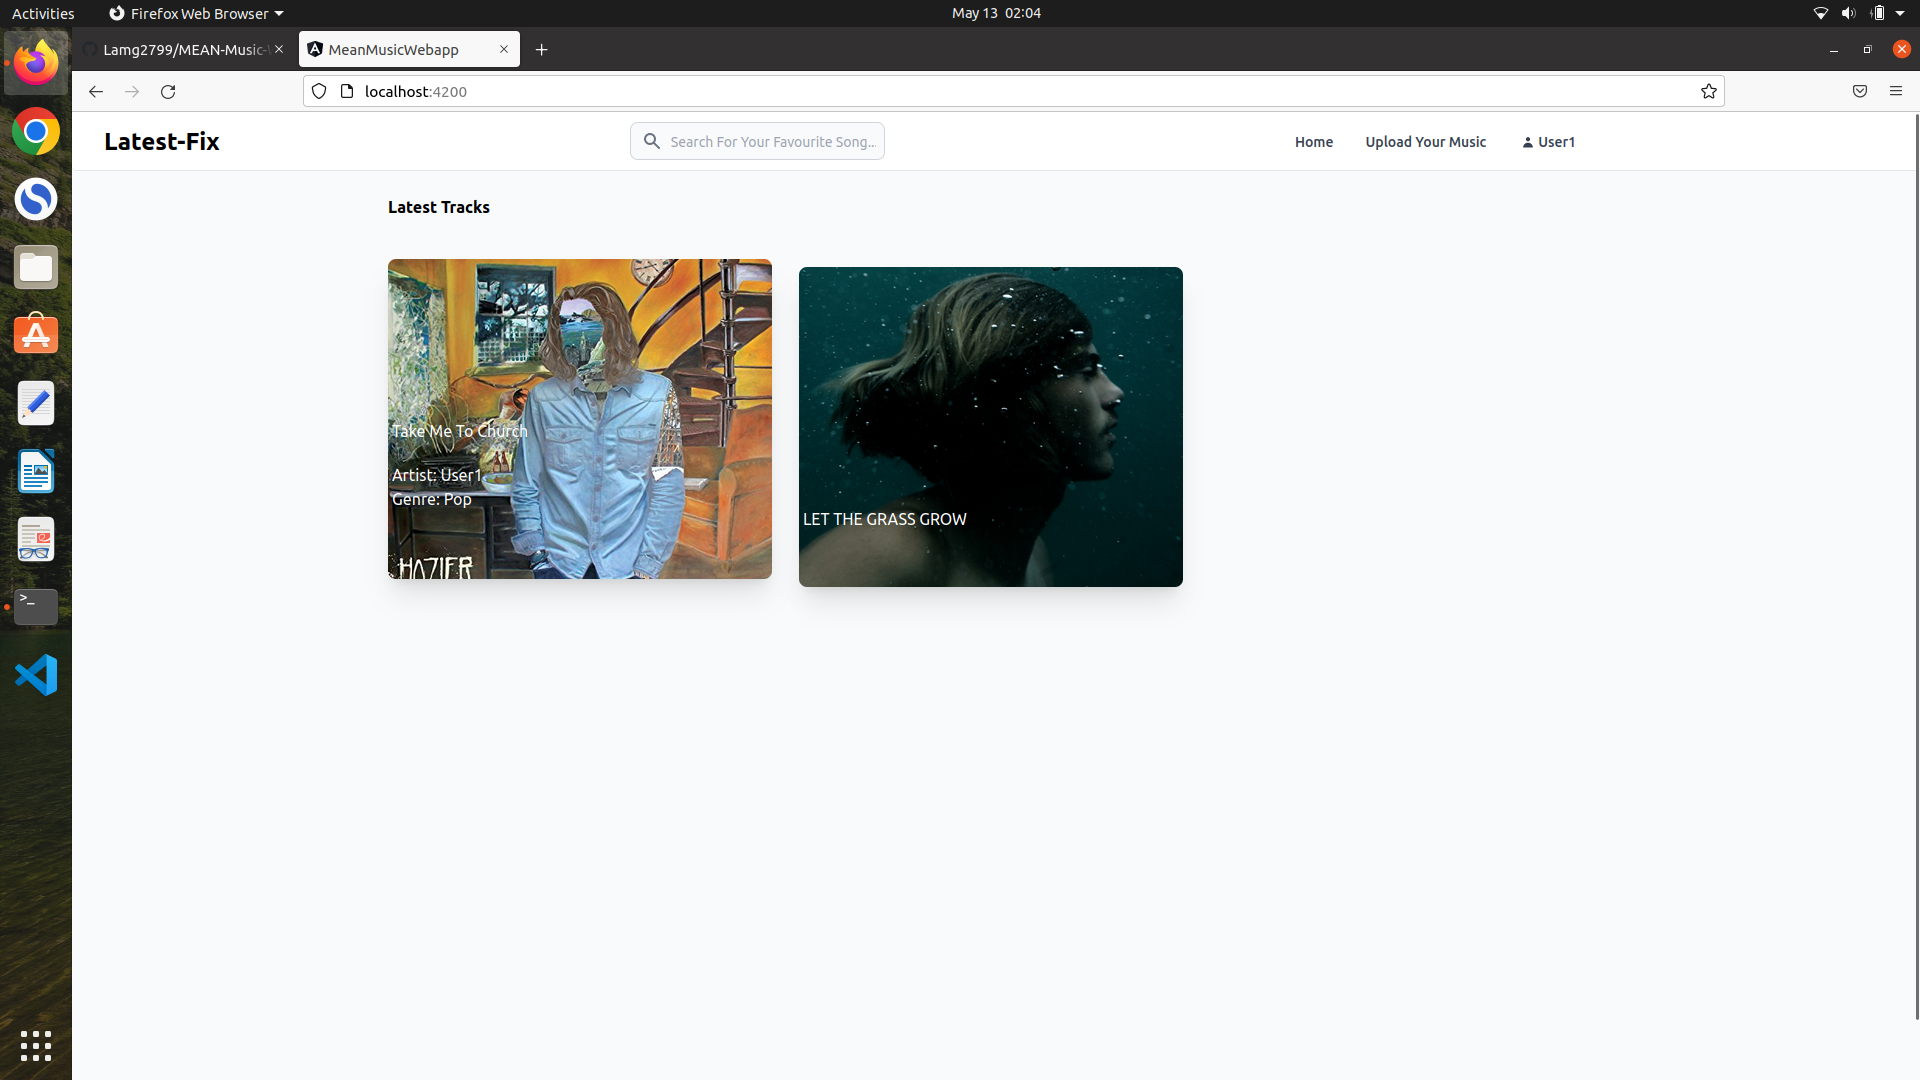 Activities
Firefox Web Browser
May 13 02:04
Lamg2799/MEAN-Music-
MeanMusicWebapp
localhost:4200
Latest-Fix
Search For Your Favourite Song...
Home
Upload Your Music
User1
Latest Tracks
Take Me To Church
Artist: User1
Genre: Pop
HOZIER
LET THE GRASS GROW